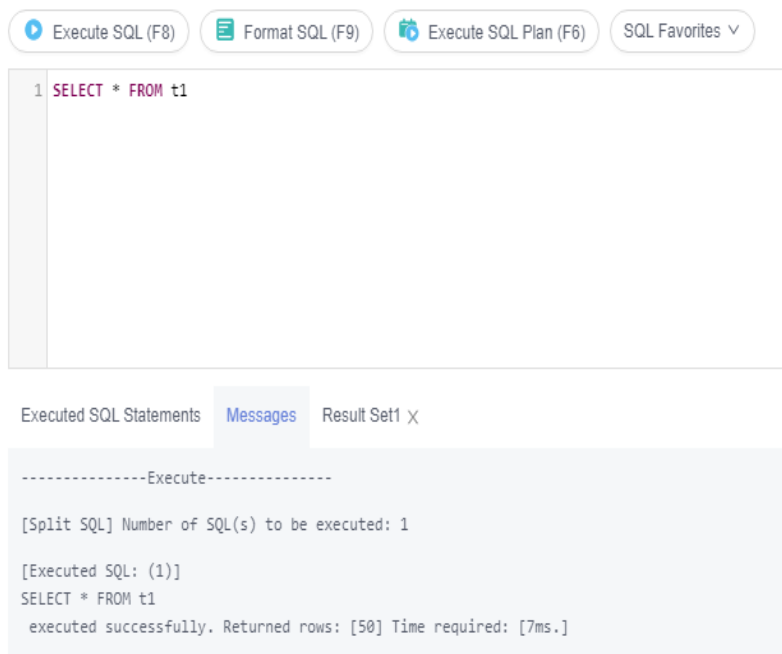 Execute SQL (F8) Format SQL (F9) Execute SQL Plan (F6) SQL Favorites
1 SELECT * FROM t1
Executed SQL Statements Messages Result Set1 X
---------------Execute---------------
[Split SQL] Number of SQL(s) to be executed: 1
[Executed SQL: (1)]
SELECT * FROM t1
executed successfully. Returned rows: [50] Time required: [7ms.]